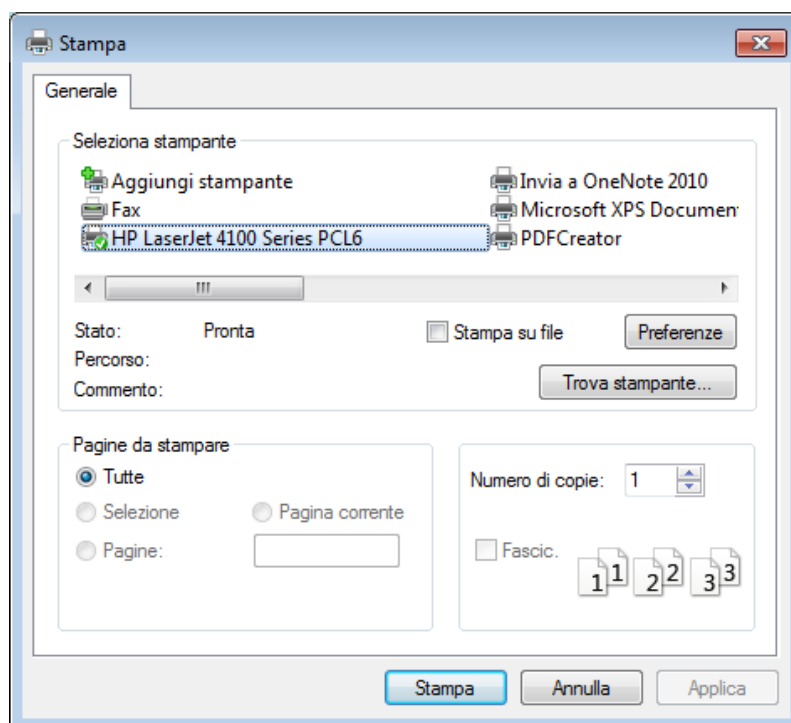 Stampa
Generale
Seleziona stampante
Aggiungi stampante
Invia a OneNote 2010
Fax
Microsoft XPS Documen
HP LaserJet 4100 Series PCL6
PDFCreator
Stato: Pronta
Stampa su file
Preferenze
Percorso:
Commento:
Trova stampante...
Pagine da stampare
Tutte
Selezione
Pagina corrente
Pagine:
Numero di copie: 1
Fascic.
1 1 2 2 3 3
Stampa
Annulla
Applica